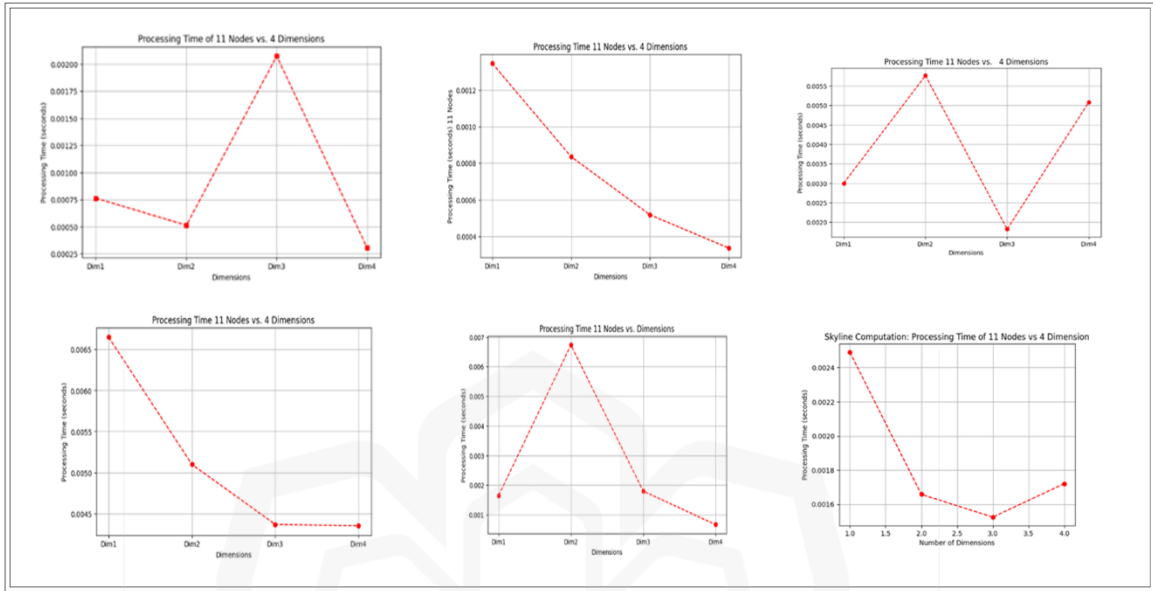 Processing Time of 11 Nodes vs. 4 Dimensions
Processing Time (seconds)
0.00200
0.00175
0.00150
0.00125
0.00100
0.00075
0.00050
0.00025
Dim1 Dim2 Dim3 Dim4
Dimensions
Processing Time 11 Nodes vs. 4 Dimensions
Processing Time (seconds) 11 Nodes
0.0012
0.0010
0.0008
0.0006
0.0004
Dim1 Dim2 Dim3 Dim4
Dimensions
Processing Time 11 Nodes vs. 4 Dimensions
Processing Time (seconds)
0.0055
0.0050
0.0045
0.0040
0.0035
0.0030
0.0025
0.0020
Dim1 Dim2 Dim3 Dim4
Dimensions
Processing Time 11 Nodes vs. 4 Dimensions
Processing Time (seconds)
0.0065
0.0060
0.0055
0.0050
0.0045
Dim1 Dim2 Dim3 Dim4
Dimensions
Processing Time 11 Nodes vs. Dimensions
Processing Time (seconds)
0.007
0.006
0.005
0.004
0.003
0.002
0.001
Dim1 Dim2 Dim3 Dim4
Dimensions
Skyline Computation: Processing Time of 11 Nodes vs 4 Dimension
Processing Time (seconds)
0.0024
0.0022
0.0020
0.0018
0.0016
1.0 1.5 2.0 2.5 3.0 3.5 4.0
Number of Dimensions